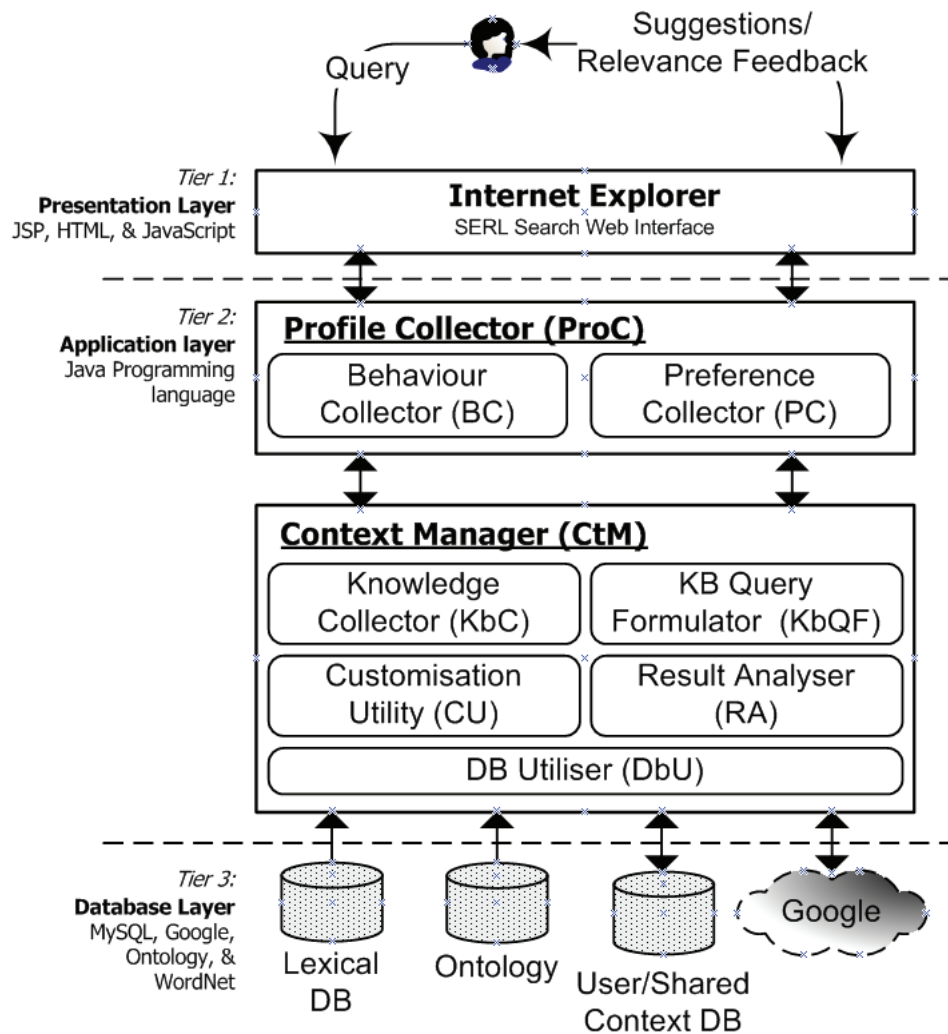 Suggestions/
Relevance Feedback
Query
Tier 1:
Presentation Layer
JSP, HTML, & JavaScript
Internet Explorer
SERL Search Web Interface
Tier 2:
Application layer
Java Programming
language
Profile Collector (ProC)
Behaviour
Collector (BC)
Preference
Collector (PC)
Context Manager (CtM)
Knowledge
Collector (KbC)
KB Query
Formulator (KbQF)
Customisation
Utility (CU)
Result Analyser
(RA)
DB Utiliser (DbU)
Tier 3:
Database Layer
MySQL, Google,
Ontology, &
WordNet
Lexical
DB
Ontology
User/Shared
Context DB
Google